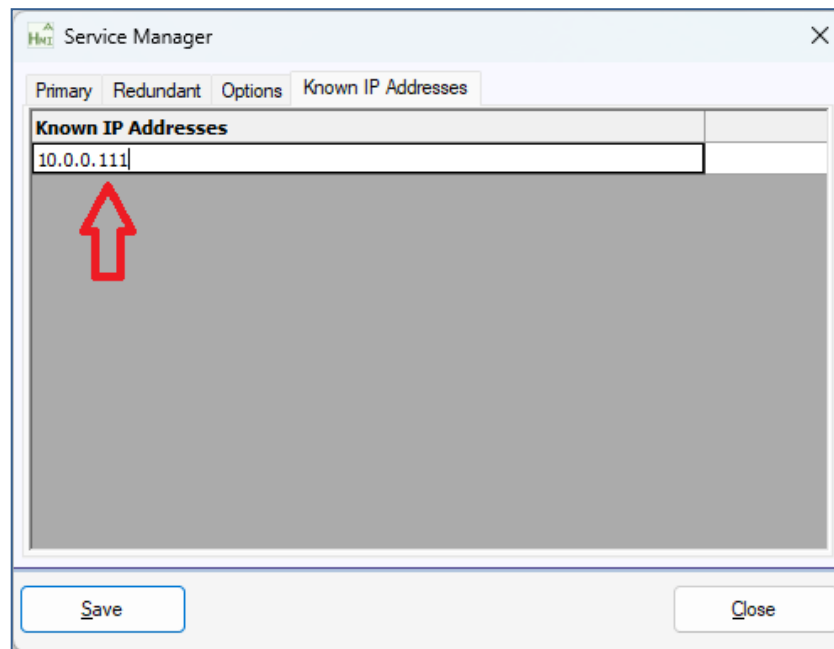 Service Manager
Primary Redundant Options Known IP Addresses
Known IP Addresses
10.0.0.111
Save Close